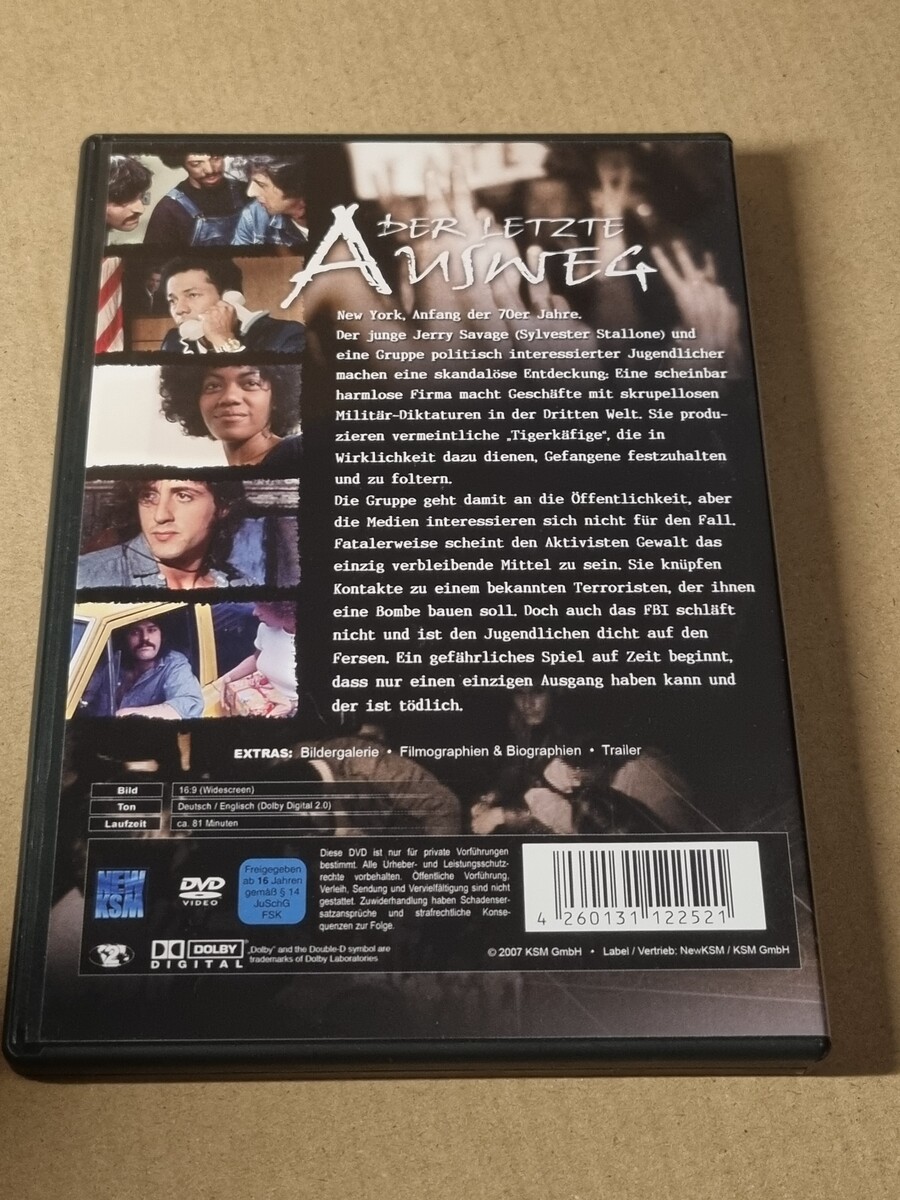 DER LETZTE
AUSWEG
New York, Anfang der 70er Jahre.
Der junge Jerry Savage (Sylvester Stallone) und
eine Gruppe politisch interessierter Jugendlicher
machen eine skandalöse Entdeckung: Eine scheinbar
harmlose Firma macht Geschäfte mit skrupellosen
Militär-Diktaturen in der Dritten Welt. Sie produ-
zieren vermeintliche „Tigerkäfige", die in
Wirklichkeit dazu dienen, Gefangene festzuhalten
und zu foltern.
Die Gruppe geht damit an die Öffentlichkeit, aber
die Medien interessieren sich nicht für den Fall.
Fatalerweise scheint den Aktivisten Gewalt das
einzig verbleibende Mittel zu sein. Sie knüpfen
Kontakte zu einem bekannten Terroristen, der ihnen
eine Bombe bauen soll. Doch auch das FBI schläft
nicht und ist den Jugendlichen dicht auf den
Fersen. Ein gefährliches Spiel auf Zeit beginnt,
dass nur einen einzigen Ausgang haben kann und
der ist tödlich.
EXTRAS: Bildergalerie • Filmographien & Biographien • Trailer
Bild 16:9 (Widescreen)
Ton Deutsch / Englisch (Dolby Digital 2.0)
Laufzeit ca. 81 Minuten
NEW
KSM
DVD
VIDEO
Freigegeben
ab 16 Jahren
gemäß § 14
JuSchG
FSK
Diese DVD ist nur für private Vorführungen
bestimmt. Alle Urheber- und Leistungsschutz-
rechte vorbehalten. Öffentliche Vorführung,
Verleih, Sendung und Vervielfältigung sind nicht
gestattet. Zuwiderhandlung haben Schadenser-
satzansprüche und strafrechtliche Konse-
quenzen zur Folge.
4 260131 122521
2
DOLBY
DIGITAL
„Dolby" and the Double-D symbol are
trademarks of Dolby Laboratories
© 2007 KSM GmbH • Label / Vertrieb: NewKSM / KSM GmbH